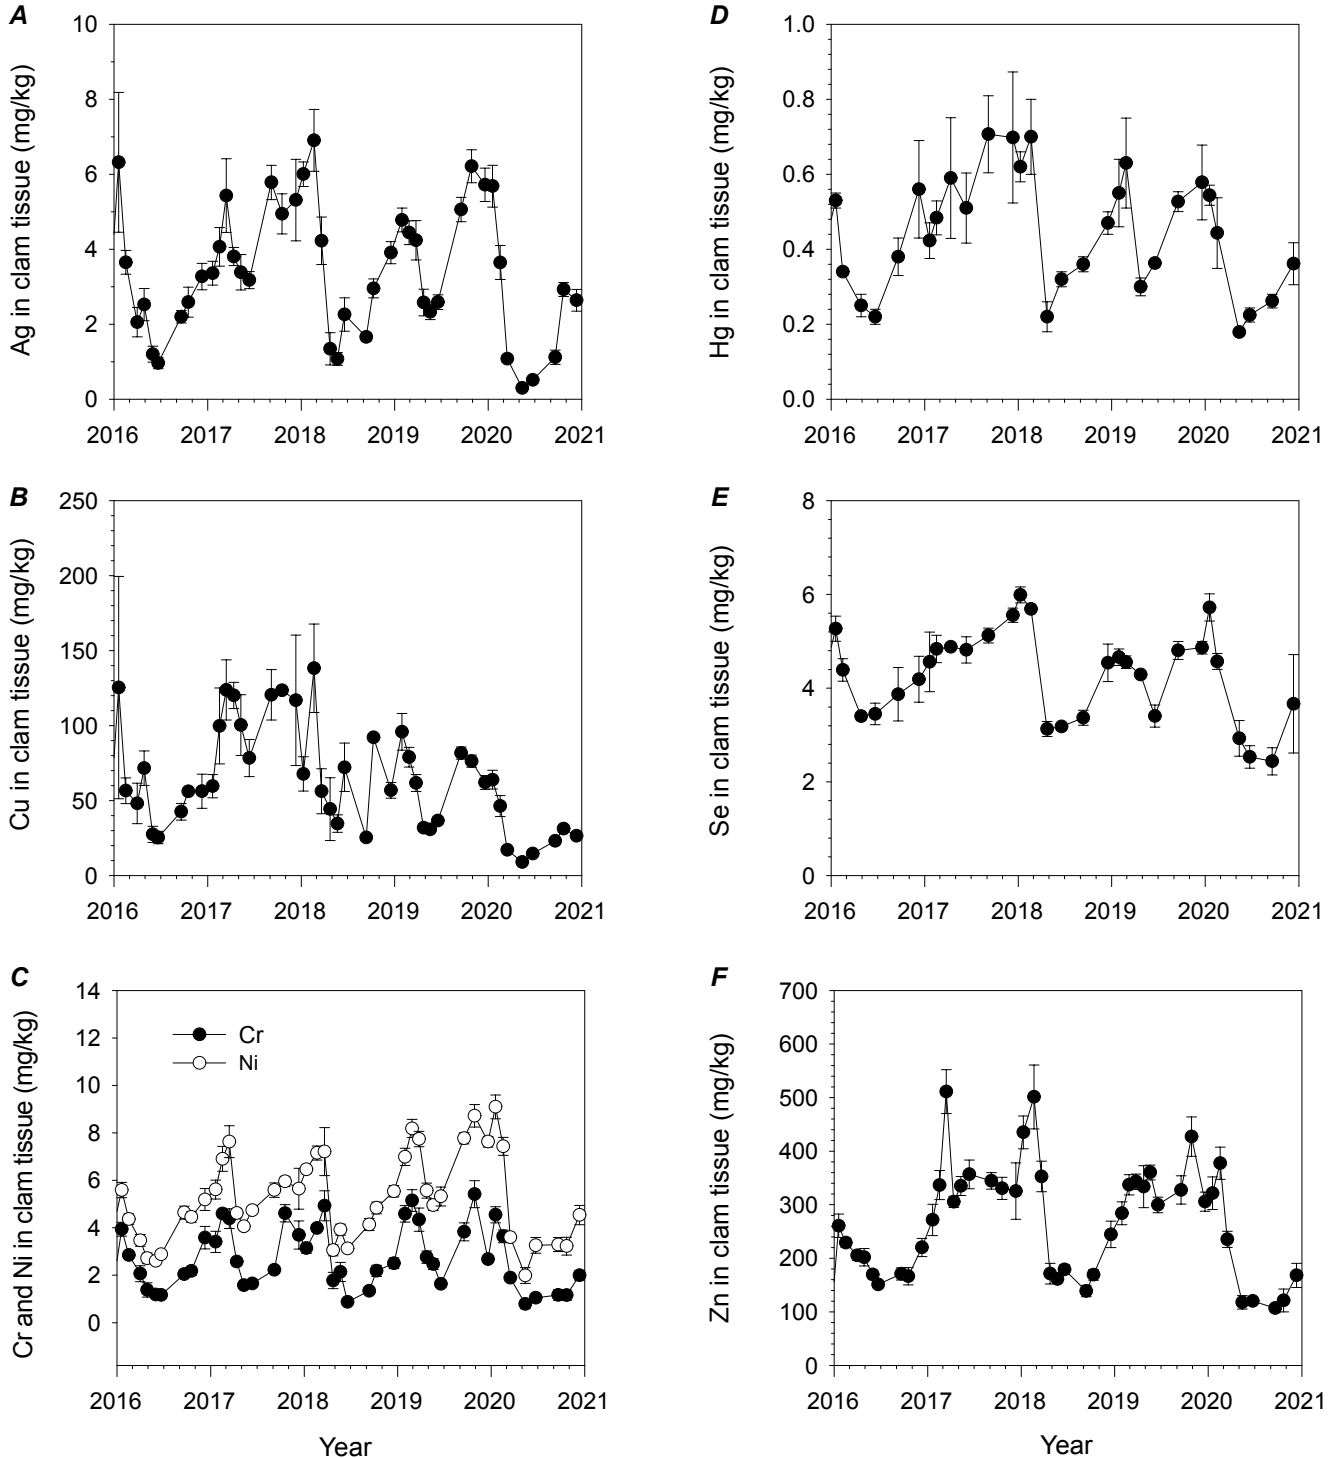 A
Ag in clam tissue (mg/kg)
10
8
6
4
2
0
2016 2017 2018 2019 2020 2021
B
Cu in clam tissue (mg/kg)
250
200
150
100
50
0
2016 2017 2018 2019 2020 2021
C
Cr and Ni in clam tissue (mg/kg)
14
12
10
8
6
4
2
0
Cr
Ni
2016 2017 2018 2019 2020 2021
Year
D
Hg in clam tissue (mg/kg)
1.0
0.8
0.6
0.4
0.2
0.0
2016 2017 2018 2019 2020 2021
E
Se in clam tissue (mg/kg)
8
6
4
2
0
2016 2017 2018 2019 2020 2021
F
Zn in clam tissue (mg/kg)
700
600
500
400
300
200
100
0
2016 2017 2018 2019 2020 2021
Year